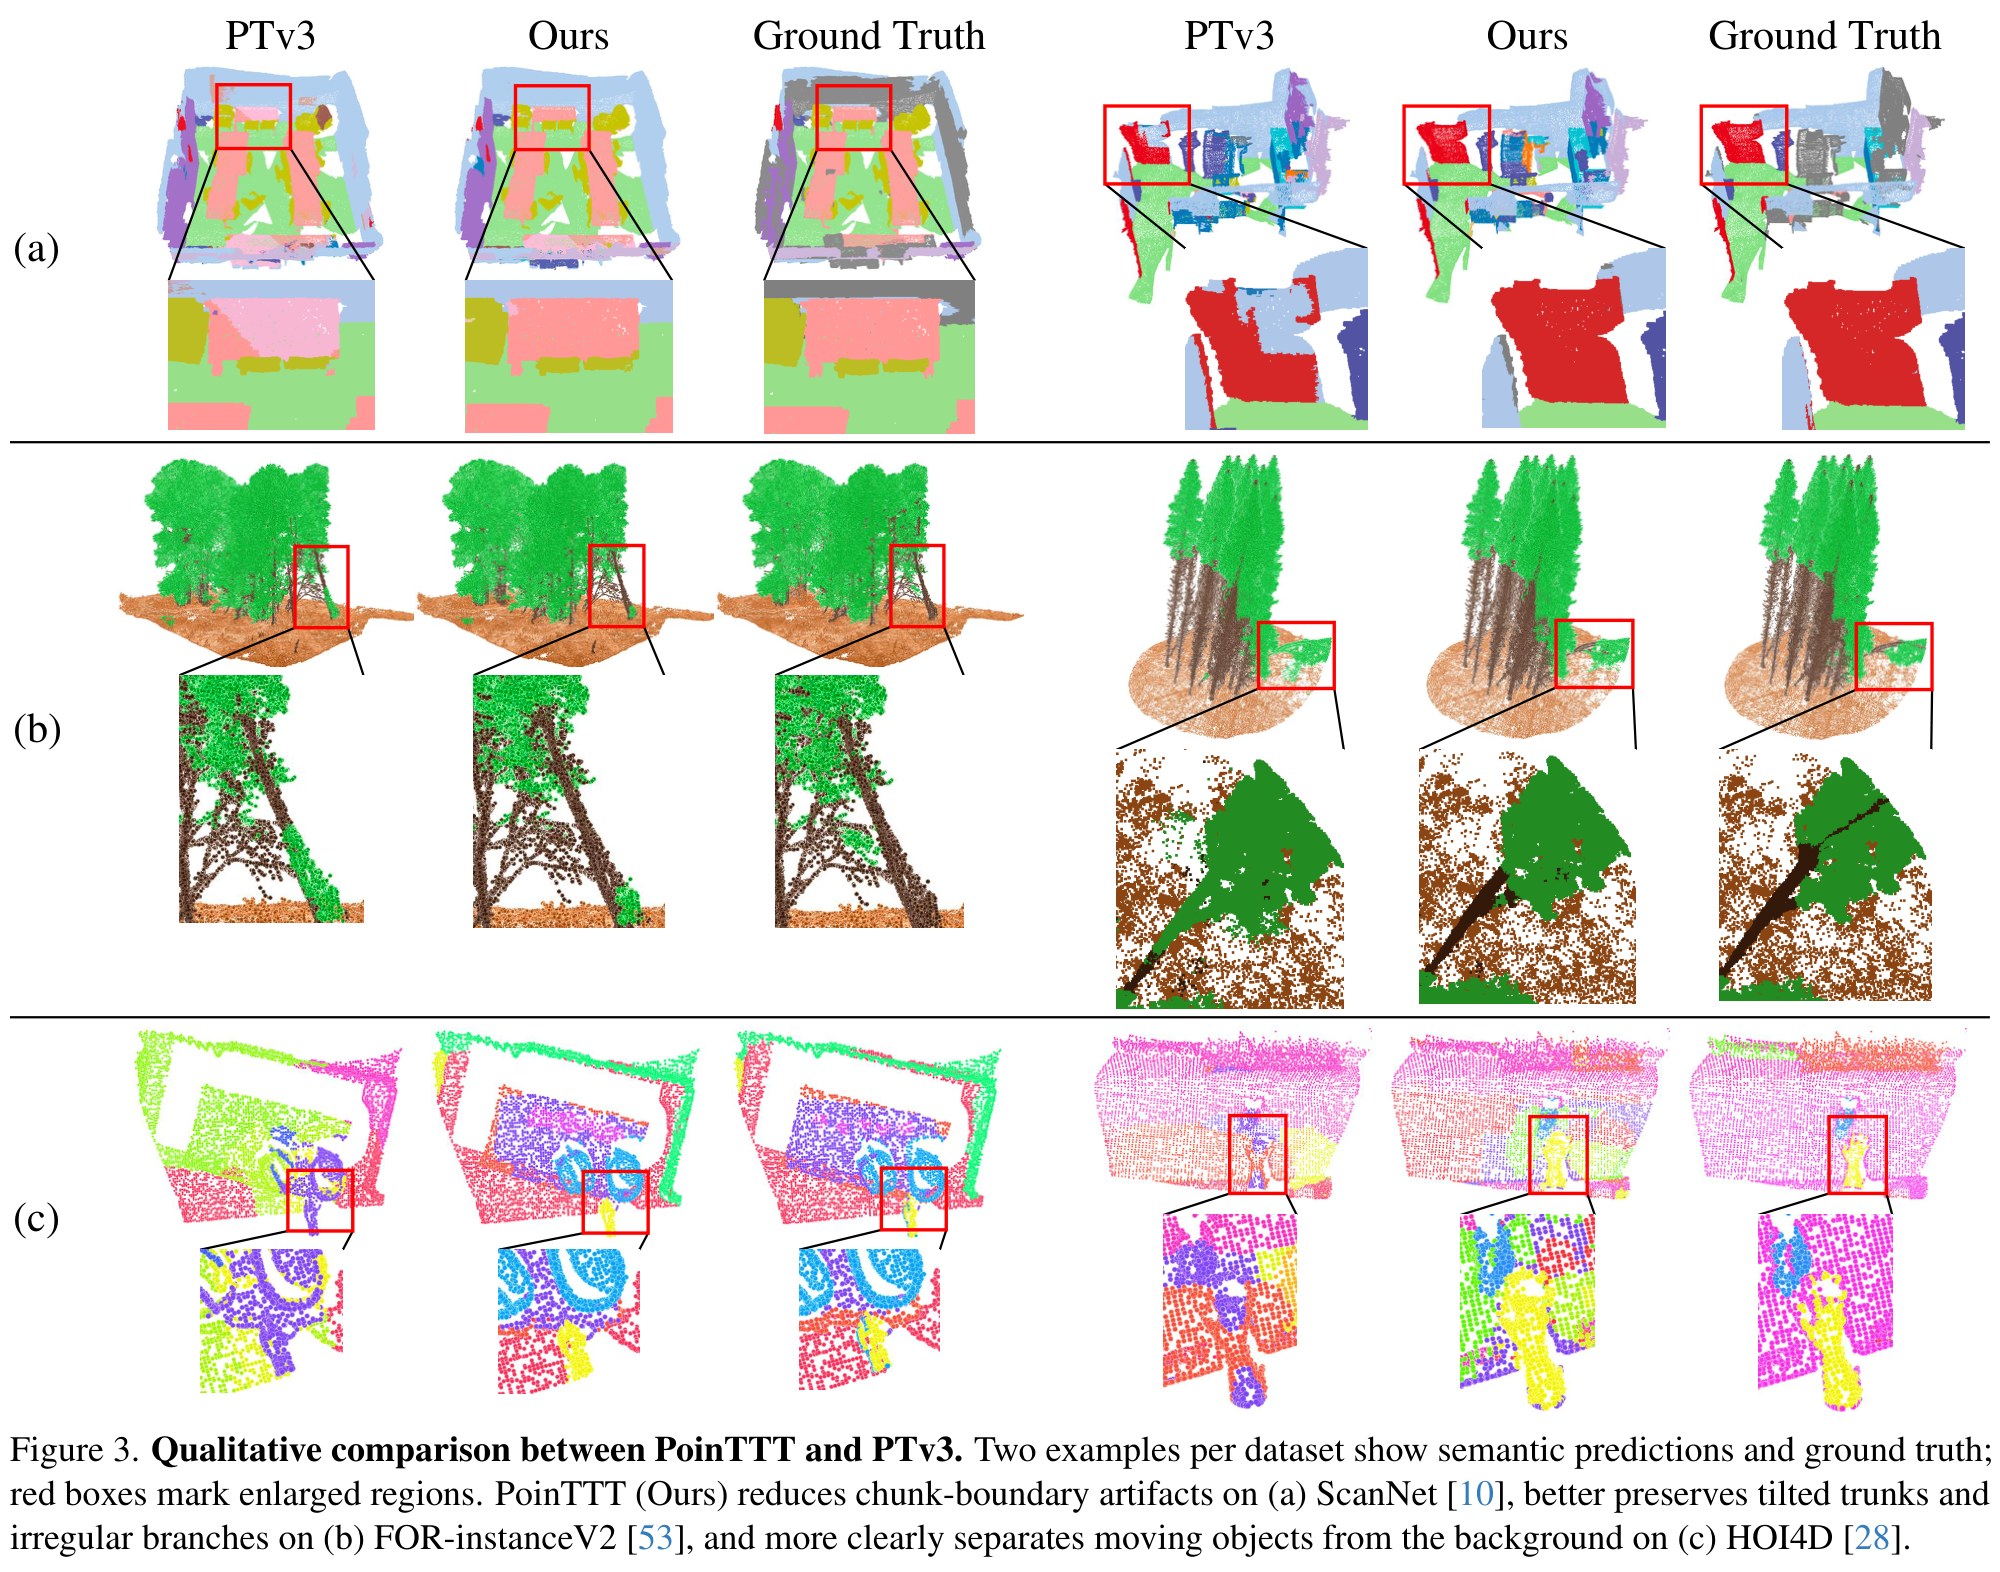 PTv3 Ours Ground Truth PTv3 Ours Ground Truth
(a)
(b)
(c)
Figure 3. Qualitative comparison between PoinTTT and PTv3. Two examples per dataset show semantic predictions and ground truth;
red boxes mark enlarged regions. PoinTTT (Ours) reduces chunk-boundary artifacts on (a) ScanNet [10], better preserves tilted trunks and
irregular branches on (b) FOR-instanceV2 [53], and more clearly separates moving objects from the background on (c) HOI4D [28].